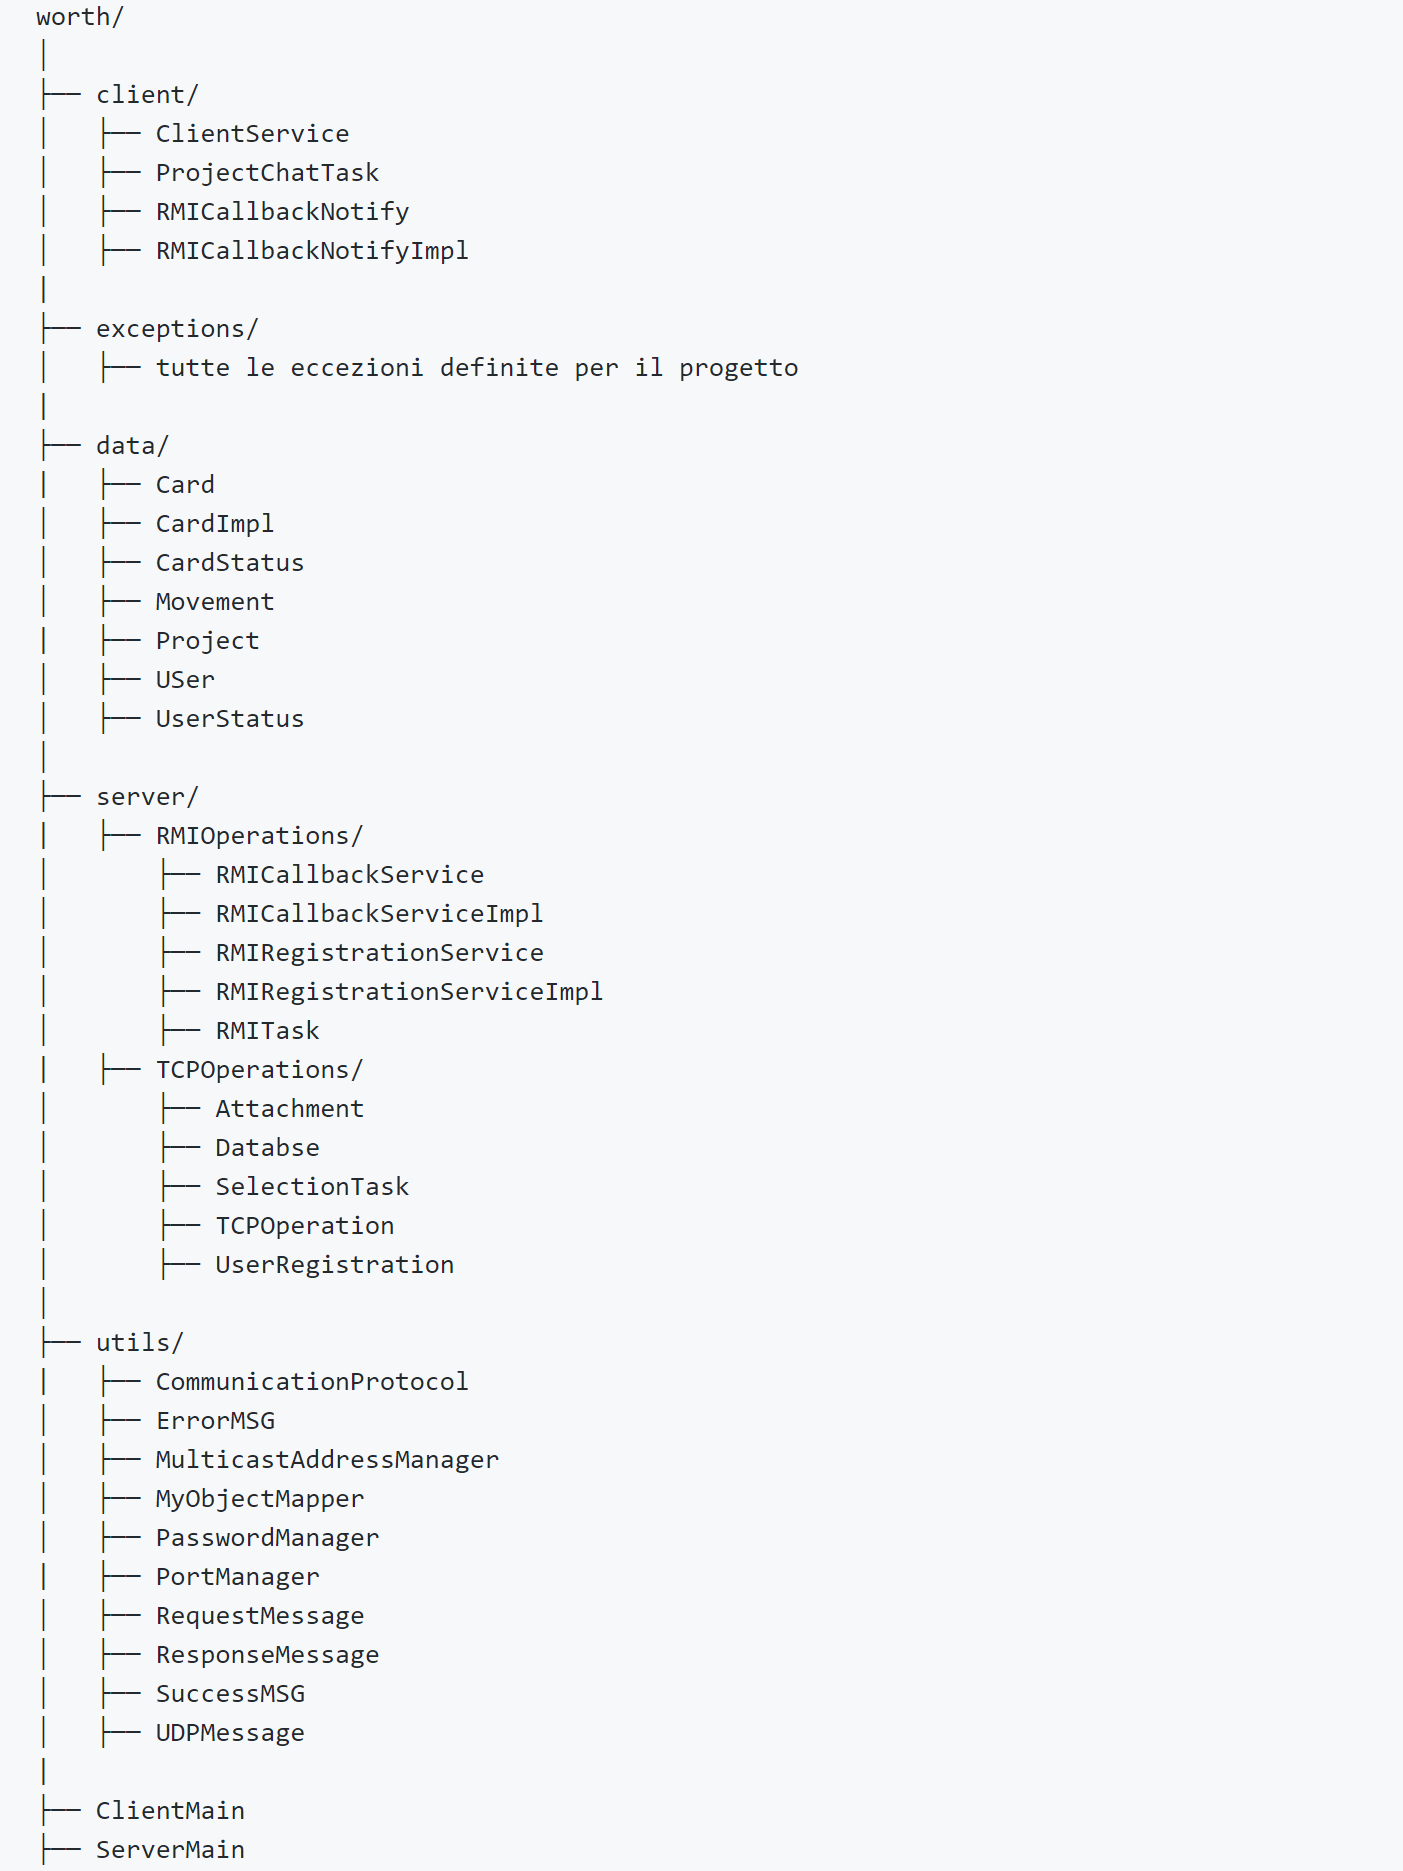 worth/
│
├── client/
│   ├── ClientService
│   ├── ProjectChatTask
│   ├── RMICallbackNotify
│   ├── RMICallbackNotifyImpl
|
├── exceptions/
│   ├── tutte le eccezioni definite per il progetto
|
├── data/
|   ├── Card
│   ├── CardImpl
│   ├── CardStatus
│   ├── Movement
|   ├── Project
│   ├── USer
│   ├── UserStatus
│
├── server/
|   ├── RMIOperations/
│       ├── RMICallbackService
│       ├── RMICallbackServiceImpl
│       ├── RMIRegistrationService
│       ├── RMIRegistrationServiceImpl
│       ├── RMITask
|   ├── TCPOperations/
│       ├── Attachment
│       ├── Databse
│       ├── SelectionTask
│       ├── TCPOperation
│       ├── UserRegistration
│
├── utils/
|   ├── CommunicationProtocol
│   ├── ErrorMSG
│   ├── MulticastAddressManager
│   ├── MyObjectMapper
│   ├── PasswordManager
|   ├── PortManager
│   ├── RequestMessage
│   ├── ResponseMessage
│   ├── SuccessMSG
│   ├── UDPMessage
|
├── ClientMain
├── ServerMain